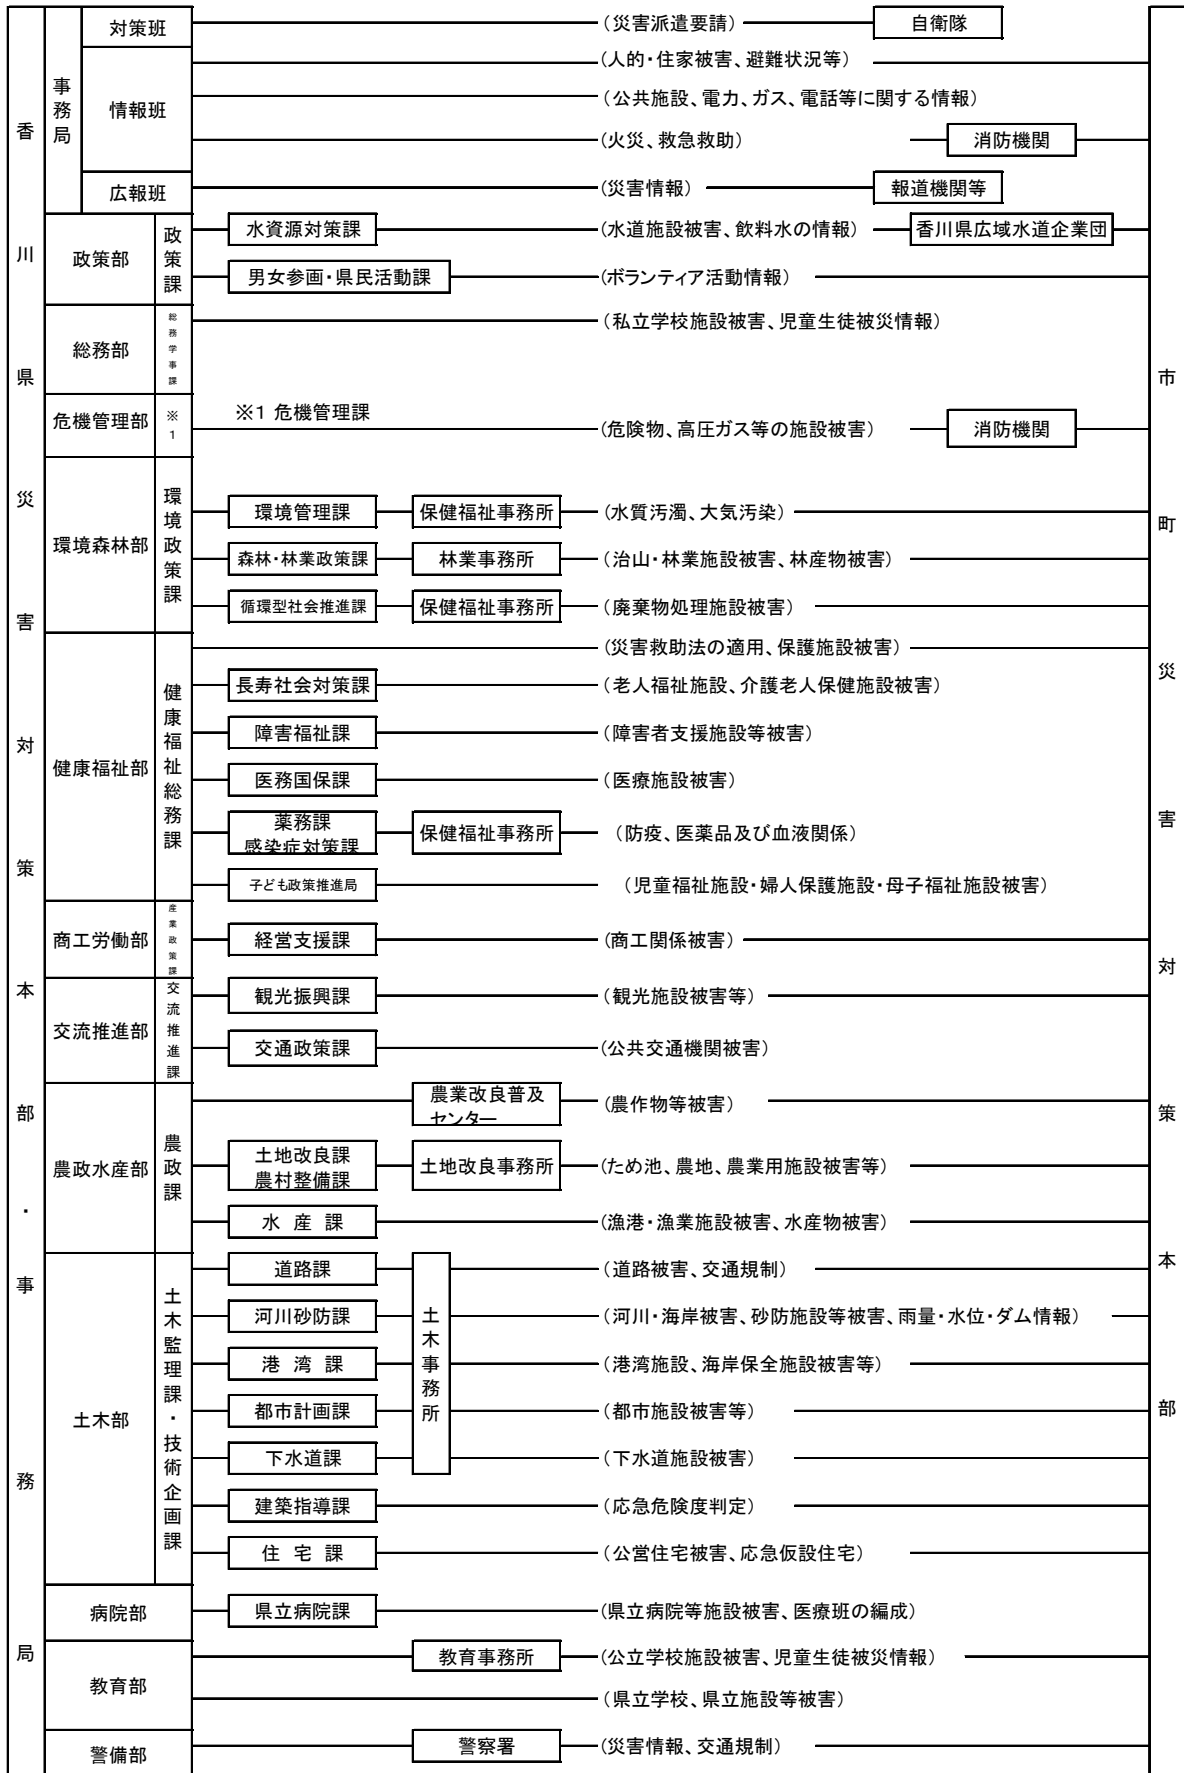 香川県災害対策本部・事務局
市町災害対策本部
事務局
対策班
(災害派遣要請)
自衛隊
情報班
(人的・住家被害、避難状況等)
(公共施設、電力、ガス、電話等に関する情報)
(火災、救急救助)
消防機関
広報班
(災害情報)
報道機関等
政策部
政策課
水資源対策課
(水道施設被害、飲料水の情報)
香川県広域水道企業団
男女参画・県民活動課
(ボランティア活動情報)
総務部
総務学事課
(私立学校施設被害、児童生徒被災情報)
危機管理部
※1
※1 危機管理課
(危険物、高圧ガス等の施設被害)
消防機関
環境森林部
環境政策課
環境管理課
保健福祉事務所
(水質汚濁、大気汚染)
森林・林業政策課
林業事務所
(治山・林業施設被害、林産物被害)
循環型社会推進課
保健福祉事務所
(廃棄物処理施設被害)
健康福祉部
健康福祉総務課
(災害救助法の適用、保護施設被害)
長寿社会対策課
(老人福祉施設、介護老人保健施設被害)
障害福祉課
(障害者支援施設等被害)
医務国保課
(医療施設被害)
薬務課
感染症対策課
保健福祉事務所
(防疫、医薬品及び血液関係)
子ども政策推進局
(児童福祉施設・婦人保護施設・母子福祉施設被害)
商工労働部
産業政策課
経営支援課
(商工関係被害)
交流推進部
交流推進課
観光振興課
(観光施設被害等)
交通政策課
(公共交通機関被害)
農政水産部
農政課
農業改良普及
センター
(農作物等被害)
土地改良課
農村整備課
土地改良事務所
(ため池、農地、農業用施設被害等)
水 産 課
(漁港・漁業施設被害、水産物被害)
土木部
土木監理課・技術企画課
土木事務所
道路課
(道路被害、交通規制)
河川砂防課
(河川・海岸被害、砂防施設等被害、雨量・水位・ダム情報)
港 湾 課
(港湾施設、海岸保全施設被害等)
都市計画課
(都市施設被害等)
下水道課
(下水道施設被害)
建築指導課
(応急危険度判定)
住 宅 課
(公営住宅被害、応急仮設住宅)
病院部
県立病院課
(県立病院等施設被害、医療班の編成)
教育部
教育事務所
(公立学校施設被害、児童生徒被災情報)
(県立学校、県立施設等被害)
警備部
警察署
(災害情報、交通規制)